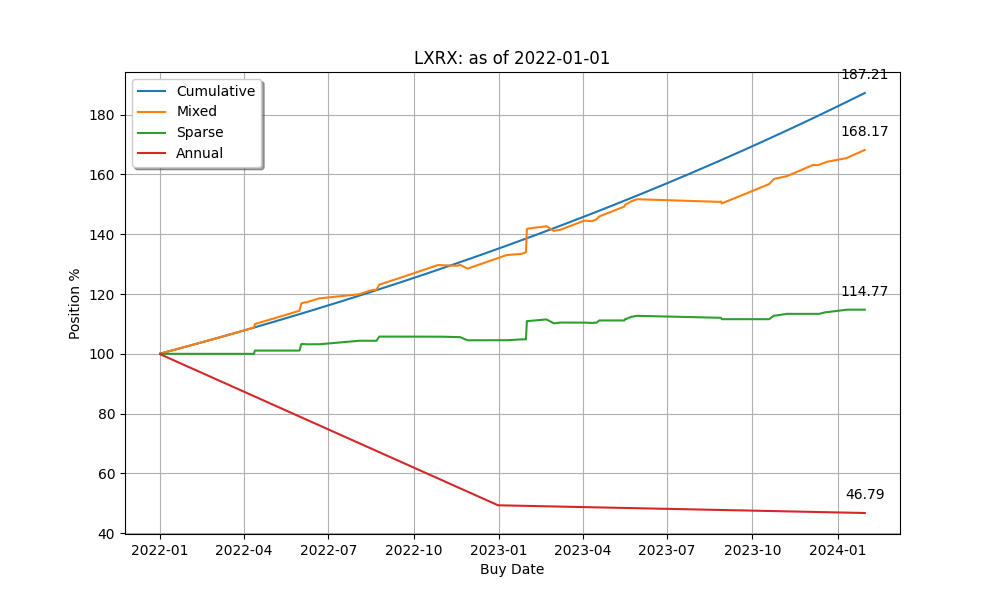 LXRX: as of 2022-01-01
187.21
Cumulative
Mixed
Sparse
Annual
168.17
114.77
46.79
180
160
140
120
100
80
60
40
Position %
2022-01 2022-04 2022-07 2022-10 2023-01 2023-04 2023-07 2023-10 2024-01
Buy Date